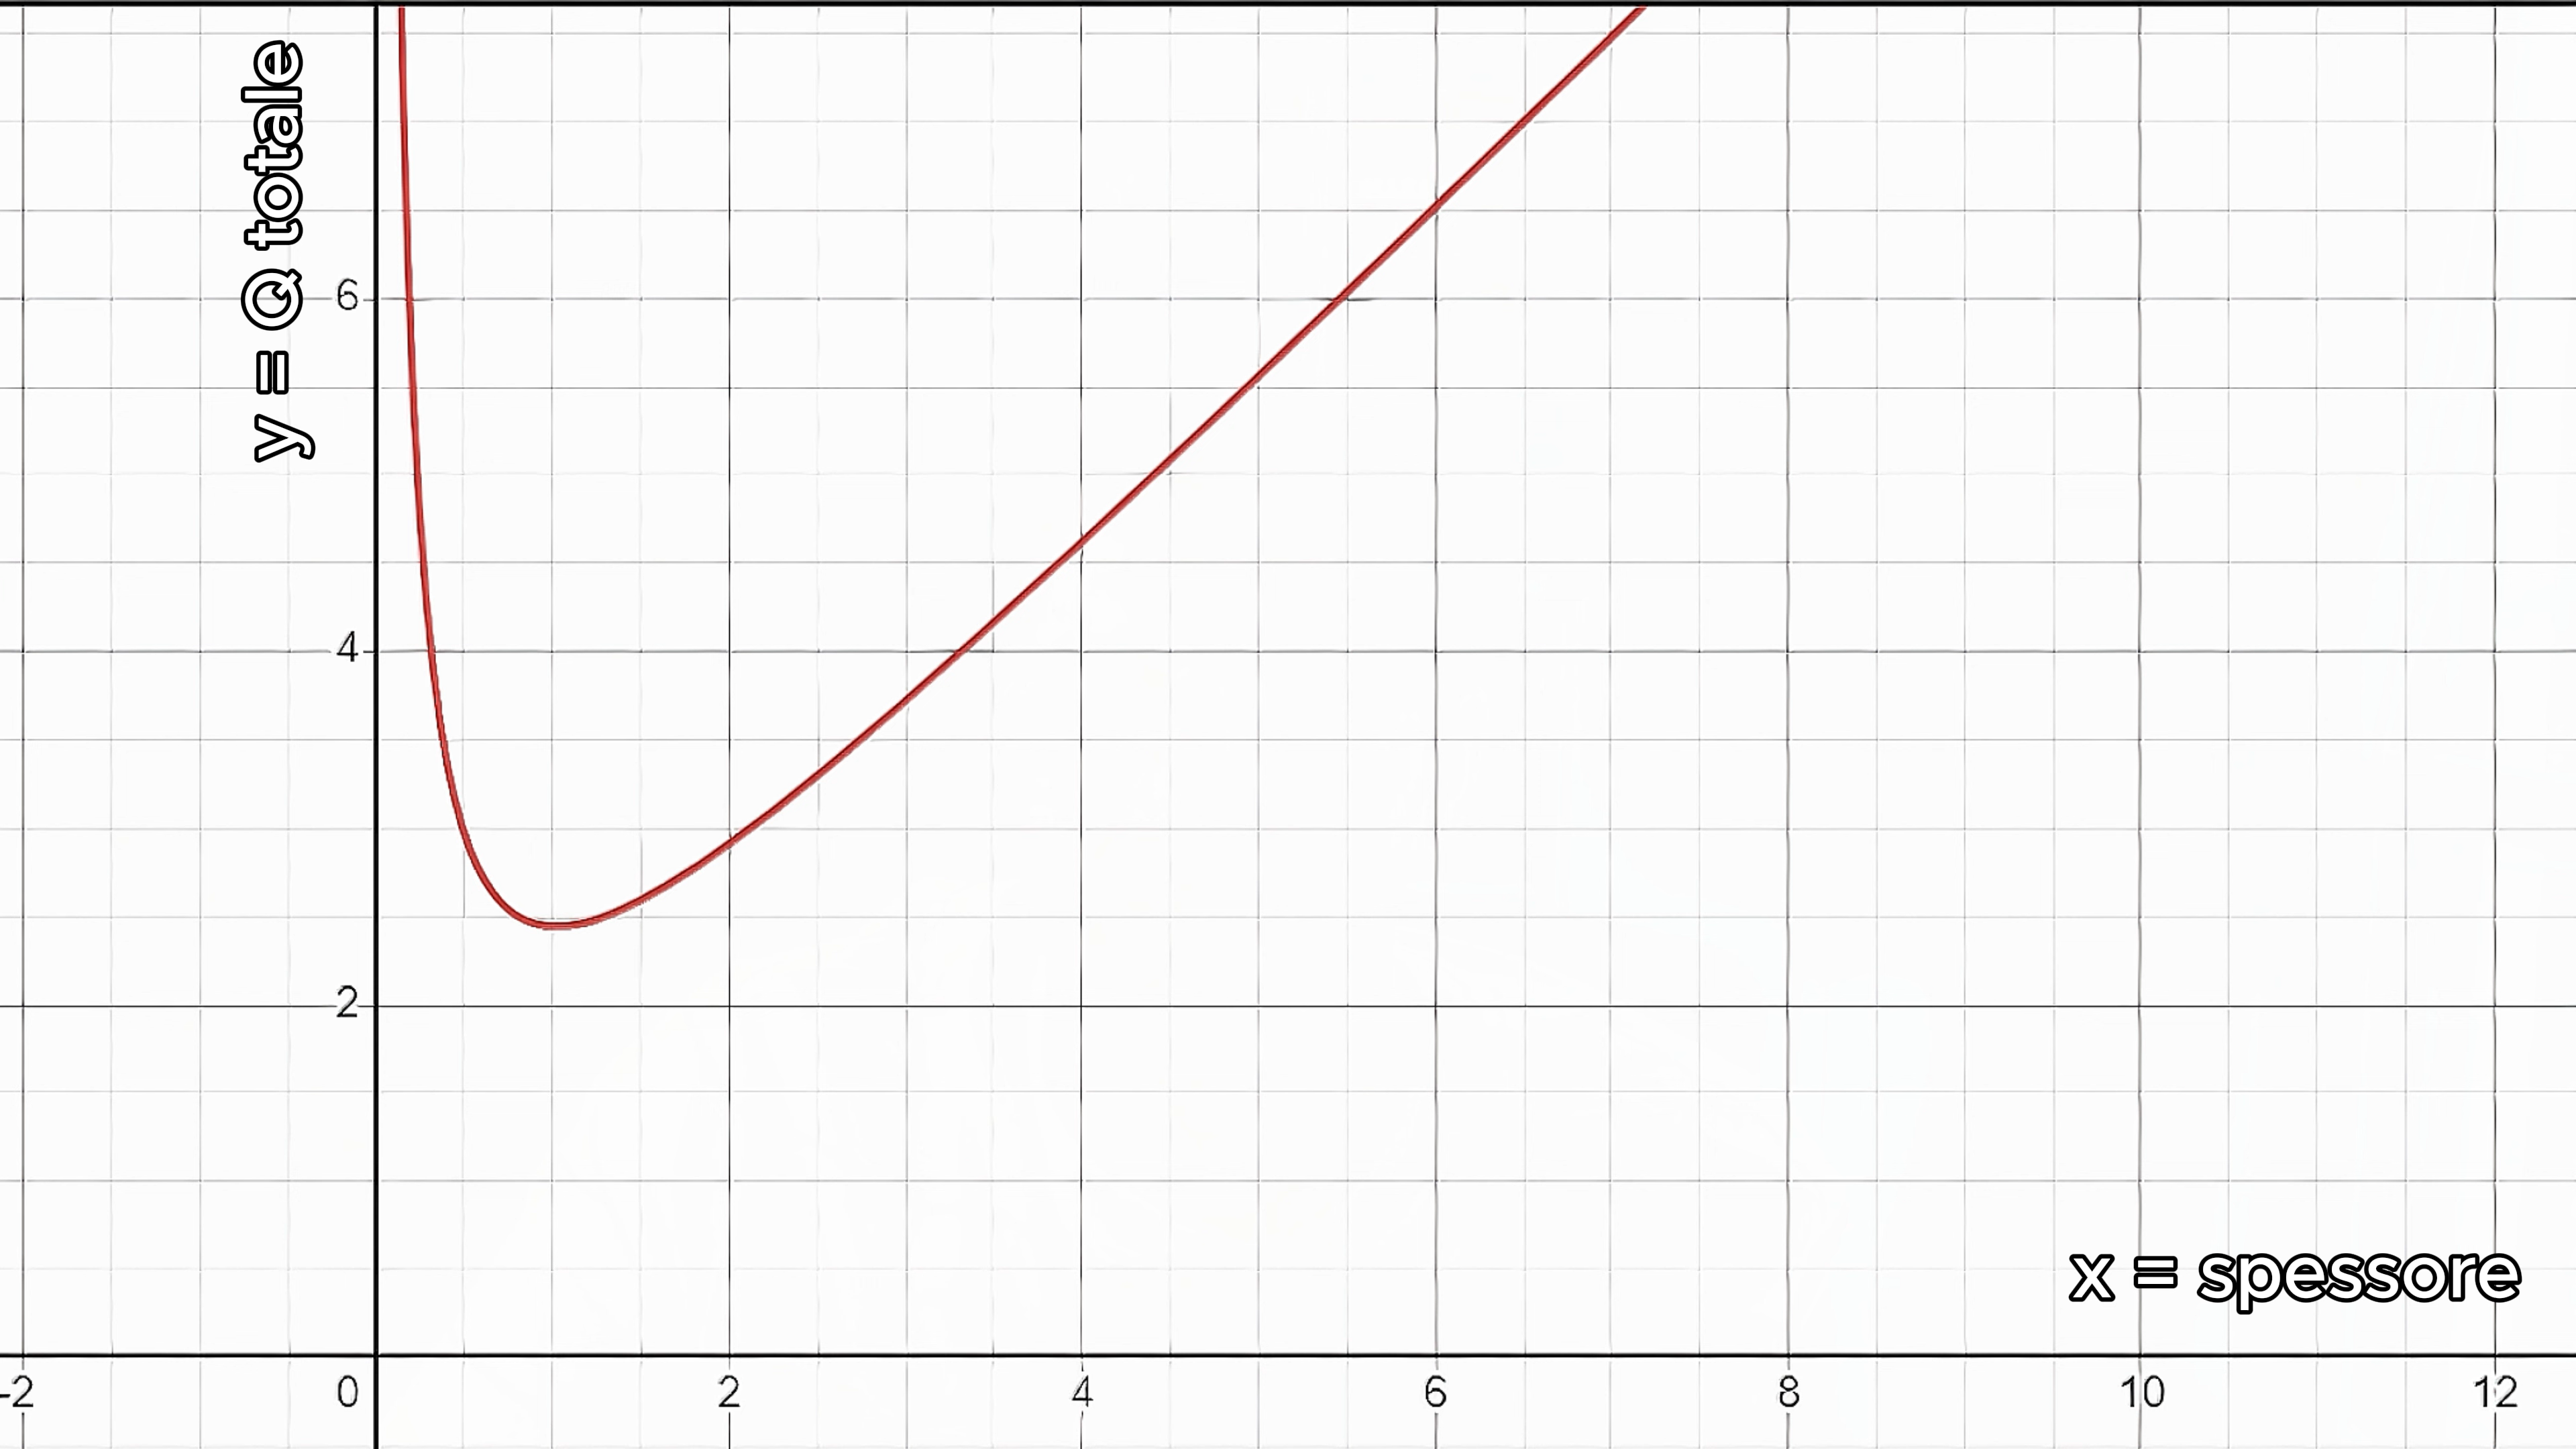 y = Q totale
6
4
2
-2 0 2 4 6 8 10 12
x = spessore